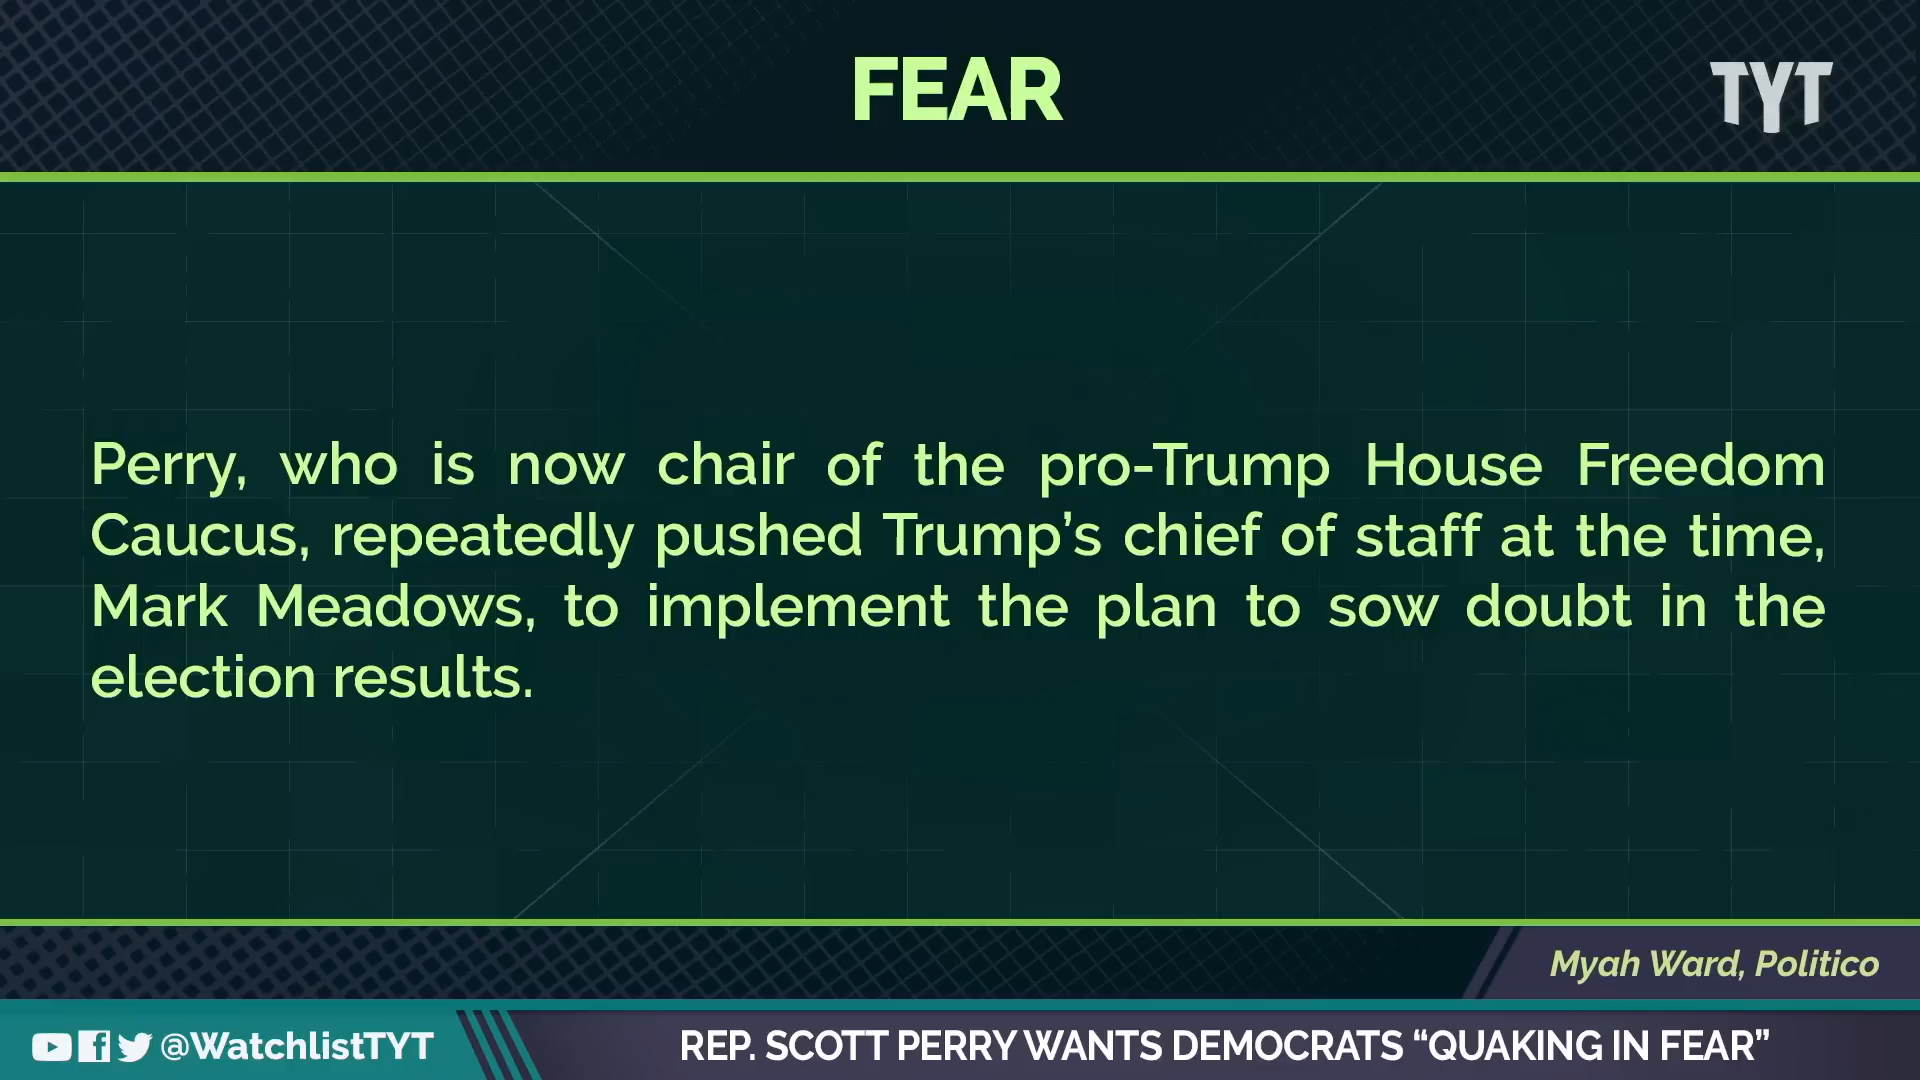 FEAR
TYT
Perry, who is now chair of the pro-Trump House Freedom
Caucus, repeatedly pushed Trump’s chief of staff at the time,
Mark Meadows, to implement the plan to sow doubt in the
election results.
Myah Ward, Politico
@WatchlistTYT
REP. SCOTT PERRY WANTS DEMOCRATS “QUAKING IN FEAR”